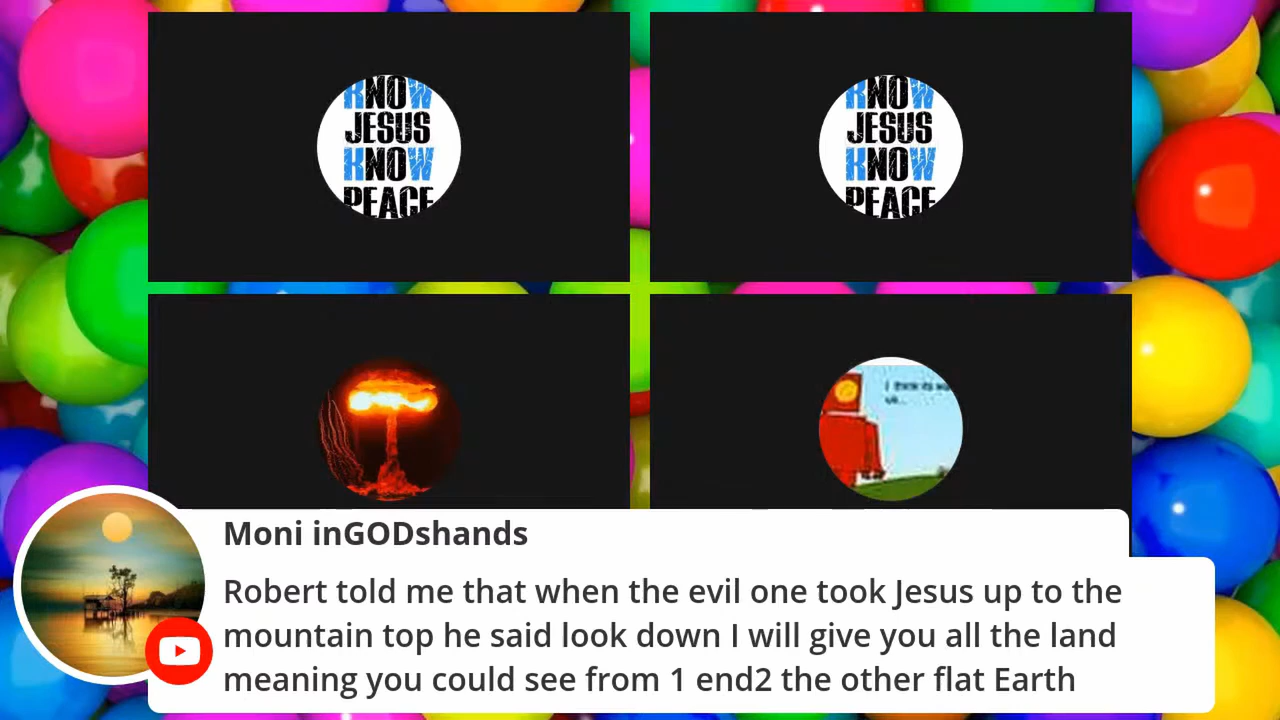 KNOW
JESUS
KNOW
PEACE
KNOW
JESUS
KNOW
PEACE
Moni inGODshands
Robert told me that when the evil one took Jesus up to the
mountain top he said look down I will give you all the land
meaning you could see from 1 end2 the other flat Earth